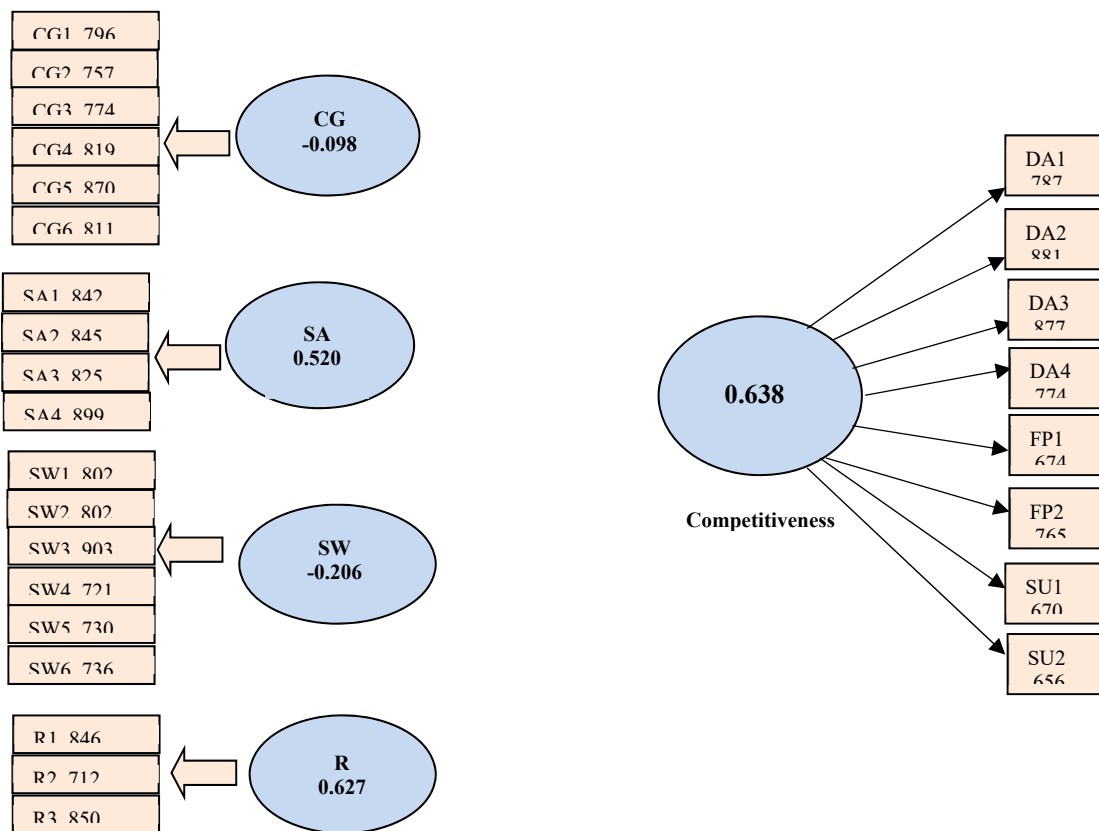 CG1 796
CG2 757
CG3 774
CG4 819
CG5 870
CG6 811
CG
-0.098
SA1 842
SA2 845
SA3 825
SA4 899
SA
0.520
SW1 802
SW2 802
SW3 903
SW4 721
SW5 730
SW6 736
SW
-0.206
R1 846
R2 712
R3 850
R
0.627
0.638
Competitiveness
DA1
787
DA2
881
DA3
877
DA4
774
FP1
674
FP2
765
SU1
670
SU2
656